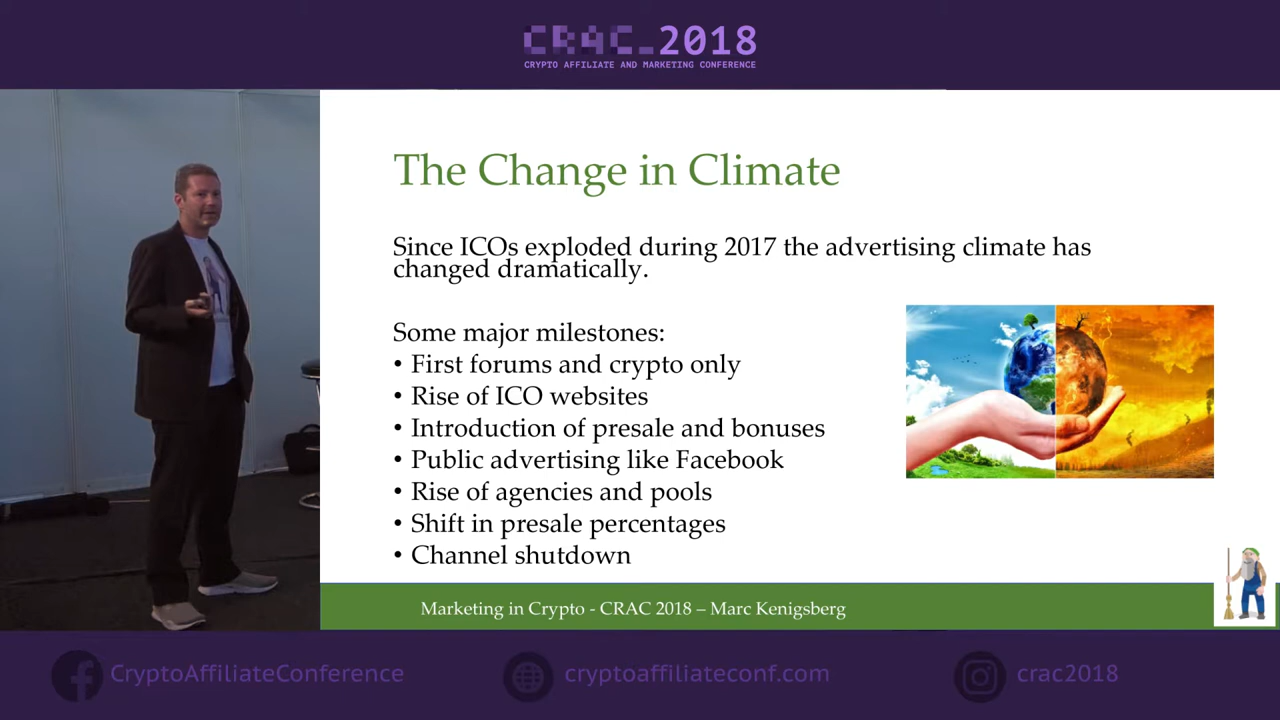 CRAC_2018
CRYPTO AFFILIATE AND MARKETING CONFERENCE
The Change in Climate
Since ICOs exploded during 2017 the advertising climate has
changed dramatically.
Some major milestones:
• First forums and crypto only
• Rise of ICO websites
• Introduction of presale and bonuses
• Public advertising like Facebook
• Rise of agencies and pools
• Shift in presale percentages
• Channel shutdown
Marketing in Crypto - CRAC 2018 – Marc Kenigsberg
CryptoAffiliateConference
cryptoaffiliateconf.com
crac2018